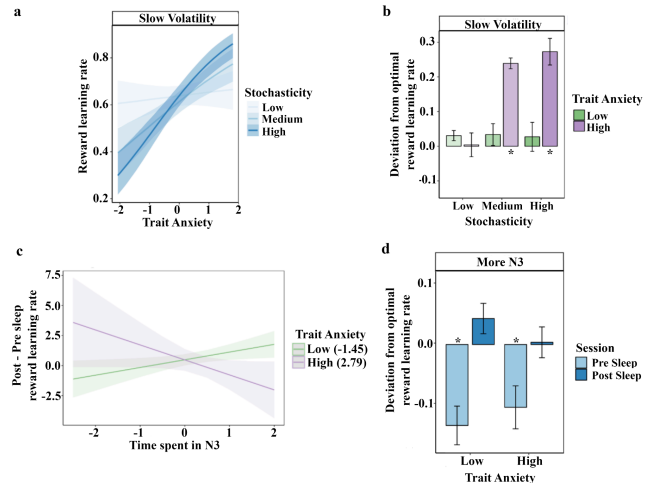 a
Slow Volatility
Reward learning rate
0.8
0.6
0.4
0.2
-2
-1
0
1
2
Trait Anxiety
Stochasticity
Low
Medium
High
b
Slow Volatility
Deviation from optimal
reward learning rate
0.3
0.2
0.1
0.0
-0.1
*
*
Low
Medium
High
Stochasticity
Trait Anxiety
Low
High
c
Post - Pre sleep
reward learning rate
7.5
5.0
2.5
0.0
-2.5
-2
-1
0
1
2
Time spent in N3
Trait Anxiety
Low (-1.45)
High (2.79)
d
More N3
Deviation from optimal
reward learning rate
0.1
0.0
-0.1
*
*
Low
High
Trait Anxiety
Session
Pre Sleep
Post Sleep